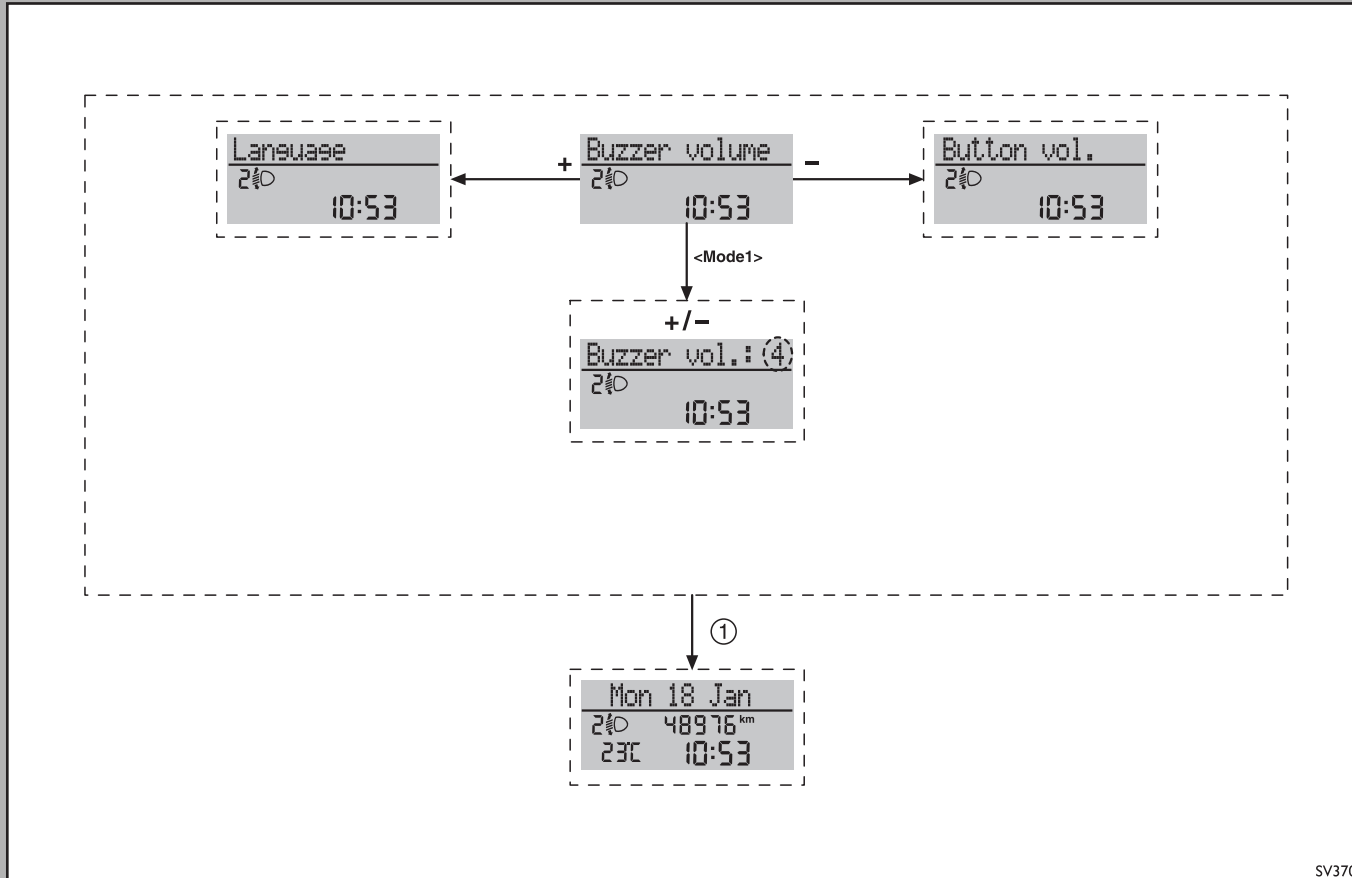 Language
2
10:53
+
Buzzer volume
2
10:53
–
Button vol.
2
10:53
<Mode1>
+/–
Buzzer vol.: 4
2
10:53
1
Mon 18 Jan
2 48976 km
23°C 10:53
SV370